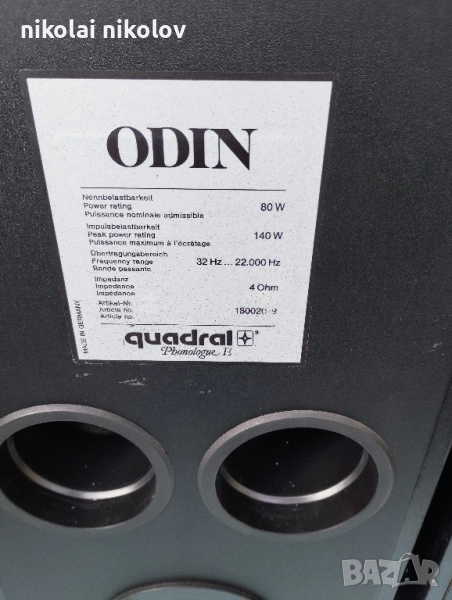 nikolai nikolov
ODIN
Nennbelastbarkeit
Power rating 80 W
Puissance nominale admissible
Impulsbelastbarkeit
Peak power rating 140 W
Puissance maximum à l'écrêtage
Übertragungsbereich
Frequency range 32 Hz ... 22.000 Hz
Bande passante
Impedanz
Impedance 4 Ohm
Impedance
Artikel-Nr.
Article no.
Article no.
MADE IN GERMANY
quadral ®
Phonologue E
BAZAR